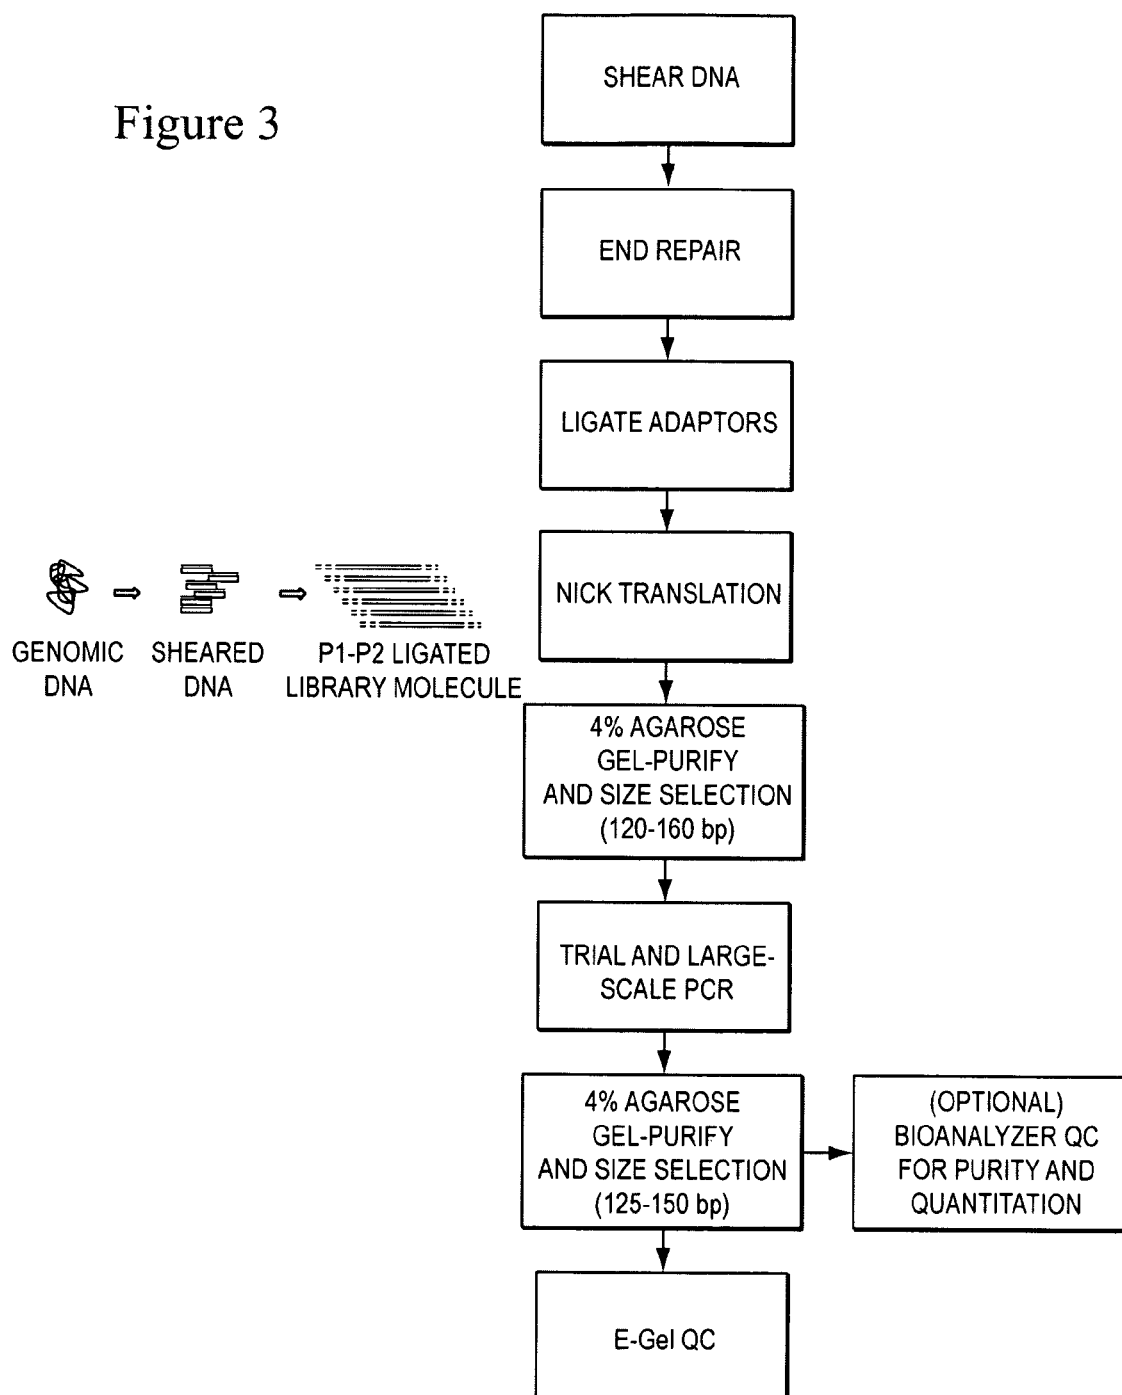 Figure 3
SHEAR DNA
END REPAIR
LIGATE ADAPTORS
NICK TRANSLATION
GENOMIC
DNA
SHEARED
DNA
P1-P2 LIGATED
LIBRARY MOLECULE
4% AGAROSE
GEL-PURIFY
AND SIZE SELECTION
(120-160 bp)
TRIAL AND LARGE-
SCALE PCR
4% AGAROSE
GEL-PURIFY
AND SIZE SELECTION
(125-150 bp)
(OPTIONAL)
BIOANALYZER QC
FOR PURITY AND
QUANTITATION
E-Gel QC